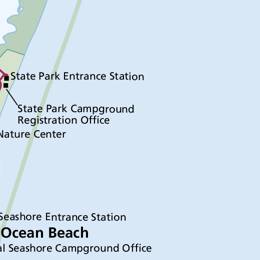 State Park Entrance Station
State Park Campground
Registration Office
Nature Center
Seashore Entrance Station
Ocean Beach
al Seashore Campground Office